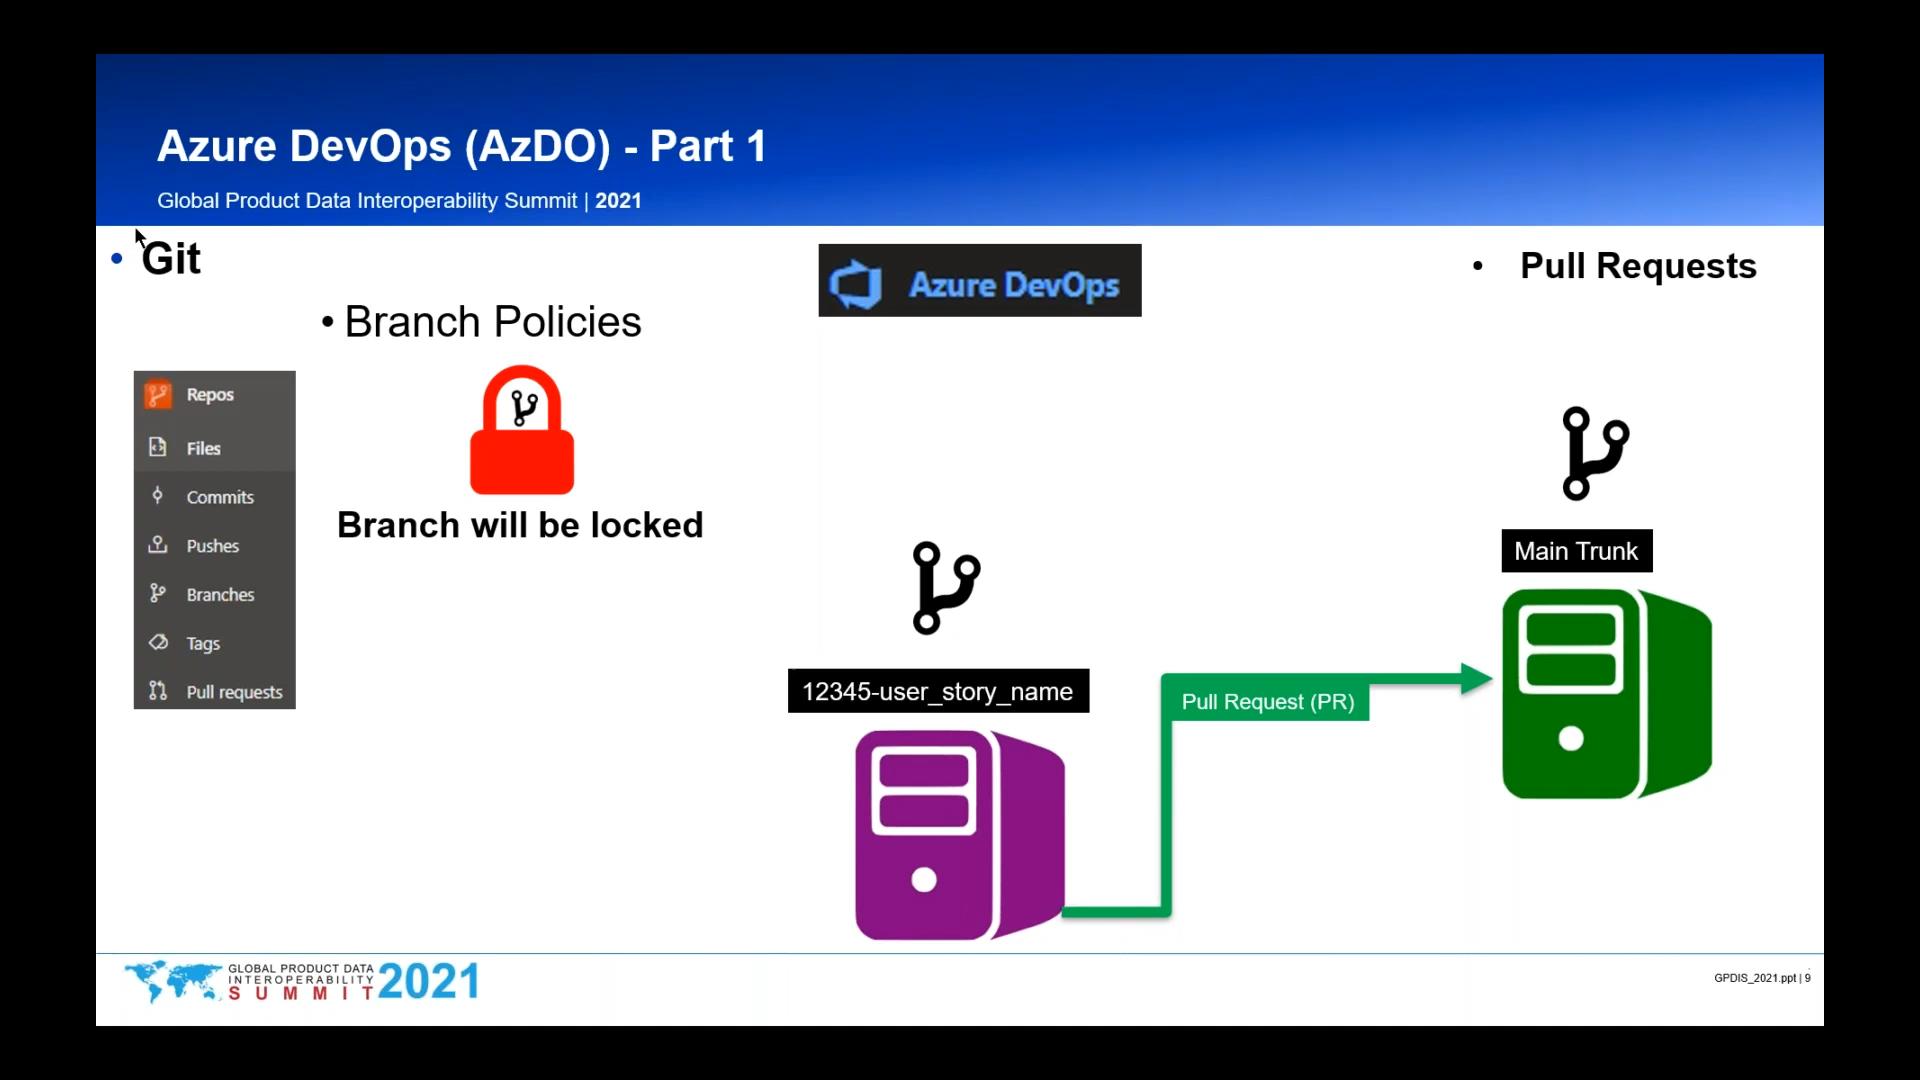 Azure DevOps (AzDO) - Part 1
Global Product Data Interoperability Summit | 2021
• Git
• Branch Policies
Repos
Files
Commits
Pushes
Branches
Tags
Pull requests
Branch will be locked
Azure DevOps
• Pull Requests
Main Trunk
12345-user_story_name
Pull Request (PR)
GLOBAL PRODUCT DATA
INTEROPERABILITY
SUMMIT
2021
GPDIS_2021.ppt | 9